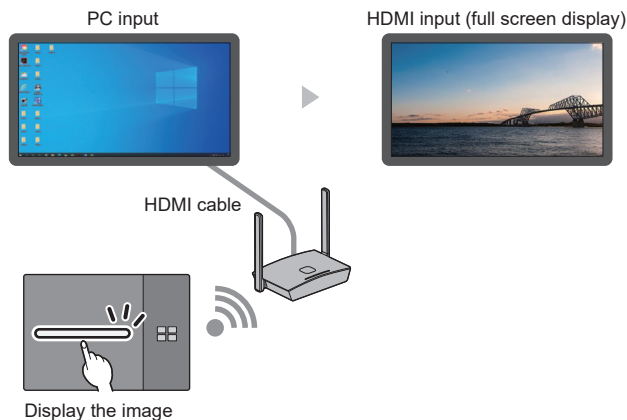 PC input
HDMI input (full screen display)
HDMI cable
Display the image